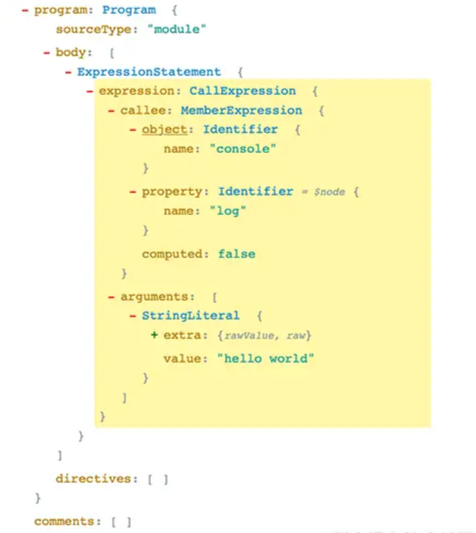 - program: Program {
sourceType: "module"
- body: [
- ExpressionStatement {
- expression: CallExpression {
- callee: MemberExpression {
- object: Identifier {
name: "console"
}
- property: Identifier = $node {
name: "log"
}
computed: false
}
- arguments: [
- StringLiteral {
+ extra: {rawValue, raw}
value: "hello world"
}
]
}
}
]
directives: [ ]
}
comments: [ ]